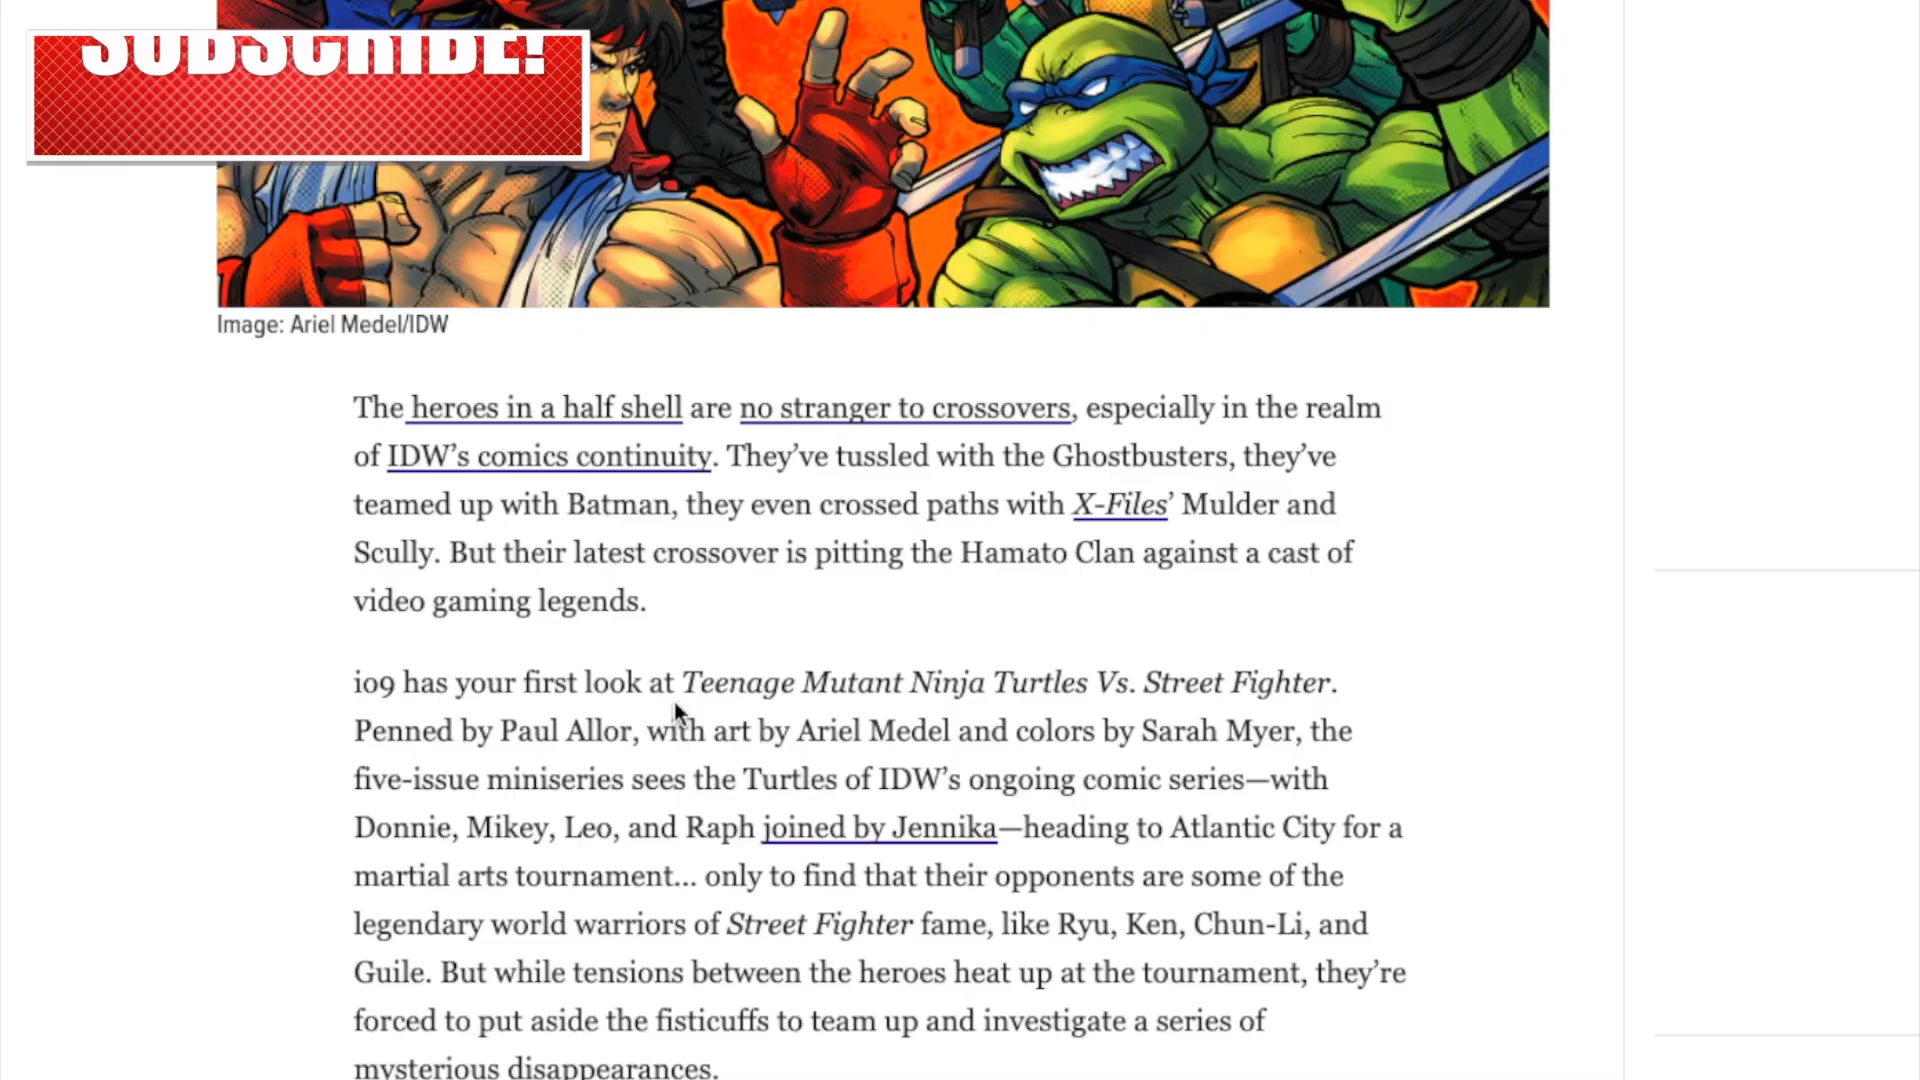 SUBSCRIBE!
Image: Ariel Medel/IDW
The heroes in a half shell are no stranger to crossovers, especially in the realm
of IDW’s comics continuity. They’ve tussled with the Ghostbusters, they’ve
teamed up with Batman, they even crossed paths with X-Files’ Mulder and
Scully. But their latest crossover is pitting the Hamato Clan against a cast of
video gaming legends.
io9 has your first look at Teenage Mutant Ninja Turtles Vs. Street Fighter.
Penned by Paul Allor, with art by Ariel Medel and colors by Sarah Myer, the
five-issue miniseries sees the Turtles of IDW’s ongoing comic series—with
Donnie, Mikey, Leo, and Raph joined by Jennika—heading to Atlantic City for a
martial arts tournament... only to find that their opponents are some of the
legendary world warriors of Street Fighter fame, like Ryu, Ken, Chun-Li, and
Guile. But while tensions between the heroes heat up at the tournament, they’re
forced to put aside the fisticuffs to team up and investigate a series of
mysterious disappearances.